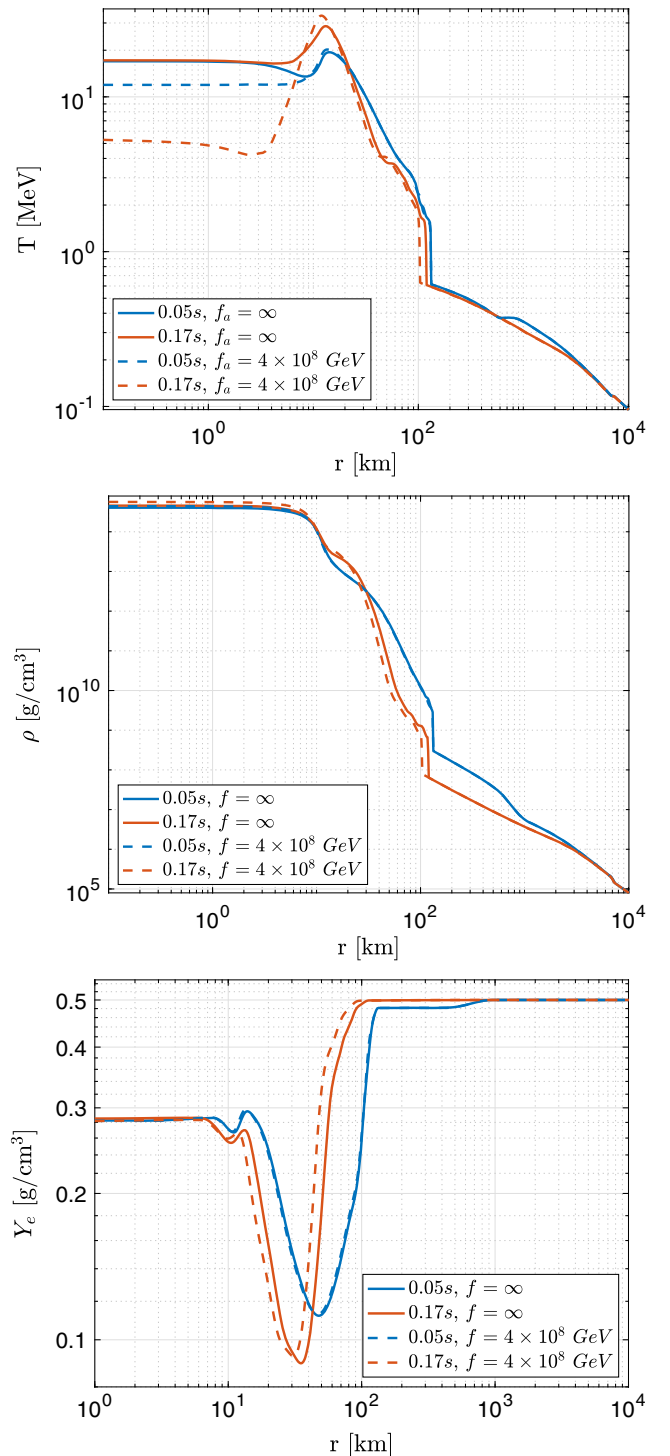 T [MeV]
10^1
10^0
10^-1
0.05s, f_a = ∞
0.17s, f_a = ∞
0.05s, f_a = 4 × 10^8 GeV
0.17s, f_a = 4 × 10^8 GeV
10^0
10^2
10^4
r [km]
ρ [g/cm^3]
10^10
10^5
0.05s, f = ∞
0.17s, f = ∞
0.05s, f = 4 × 10^8 GeV
0.17s, f = 4 × 10^8 GeV
10^0
10^2
10^4
r [km]
Y_e [g/cm^3]
0.5
0.4
0.3
0.2
0.1
0.05s, f = ∞
0.17s, f = ∞
0.05s, f = 4 × 10^8 GeV
0.17s, f = 4 × 10^8 GeV
10^0
10^1
10^2
10^3
10^4
r [km]